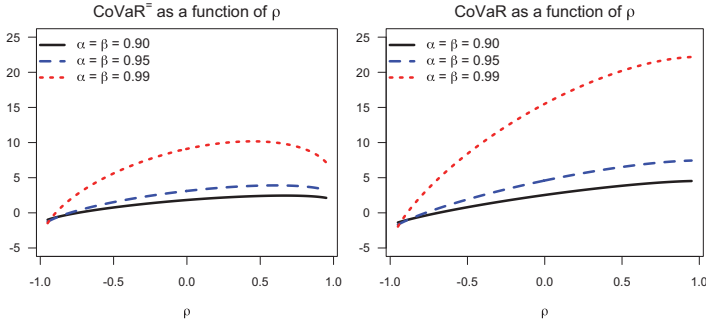 CoVaR⁼ as a function of ρ
25
20
15
10
5
0
-5
α = β = 0.90
α = β = 0.95
α = β = 0.99
-1.0 -0.5 0.0 0.5 1.0
ρ
CoVaR as a function of ρ
25
20
15
10
5
0
-5
α = β = 0.90
α = β = 0.95
α = β = 0.99
-1.0 -0.5 0.0 0.5 1.0
ρ